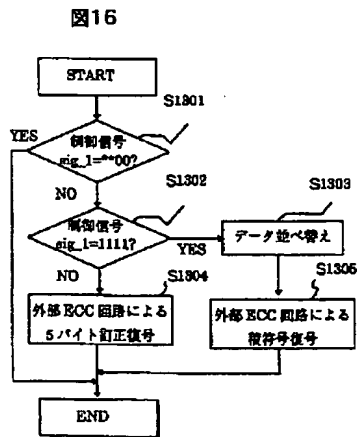 図16
START
S1301
YES
制御信号
sig_1=**00?
NO
S1302
制御信号
sig_1=1111?
YES
S1303
データ並べ替え
NO
S1304
外部ECC回路による
5バイト訂正復号
S1305
外部ECC回路による
積符号復号
END